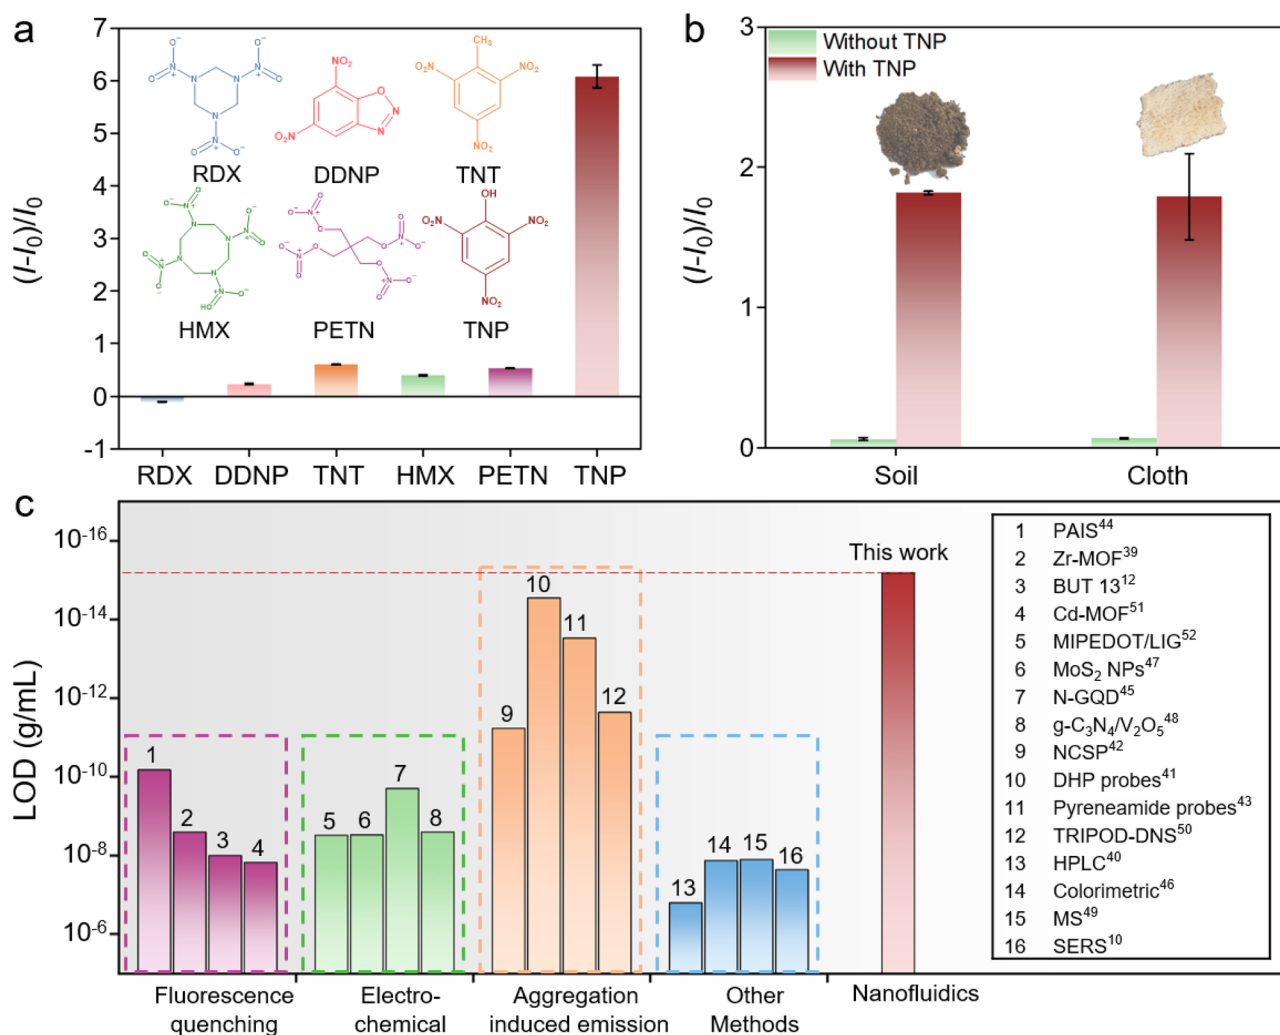 a
7
6
5
4
3
2
1
0
-1
(I-I₀)/I₀
RDX
DDNP
TNT
HMX
PETN
TNP
RDX DDNP TNT HMX PETN TNP
b
Without TNP
With TNP
3
2
1
0
(I-I₀)/I₀
Soil Cloth
c
10⁻¹⁶
10⁻¹⁴
10⁻¹²
10⁻¹⁰
10⁻⁸
10⁻⁶
LOD (g/mL)
1
2
3
4
5
6
7
8
9
10
11
12
13
14
15
16
This work
Fluorescence
quenching
Electro-
chemical
Aggregation
induced emission
Other
Methods
Nanofluidics
1 PAIS⁴⁴
2 Zr-MOF³⁹
3 BUT 13¹²
4 Cd-MOF⁵¹
5 MIPEDOT/LIG⁵²
6 MoS₂ NPs⁴⁷
7 N-GQD⁴⁵
8 g-C₃N₄/V₂O₅⁴⁸
9 NCSP⁴²
10 DHP probes⁴¹
11 Pyreneamide probes⁴³
12 TRIPOD-DNS⁵⁰
13 HPLC⁴⁰
14 Colorimetric⁴⁶
15 MS⁴⁹
16 SERS¹⁰